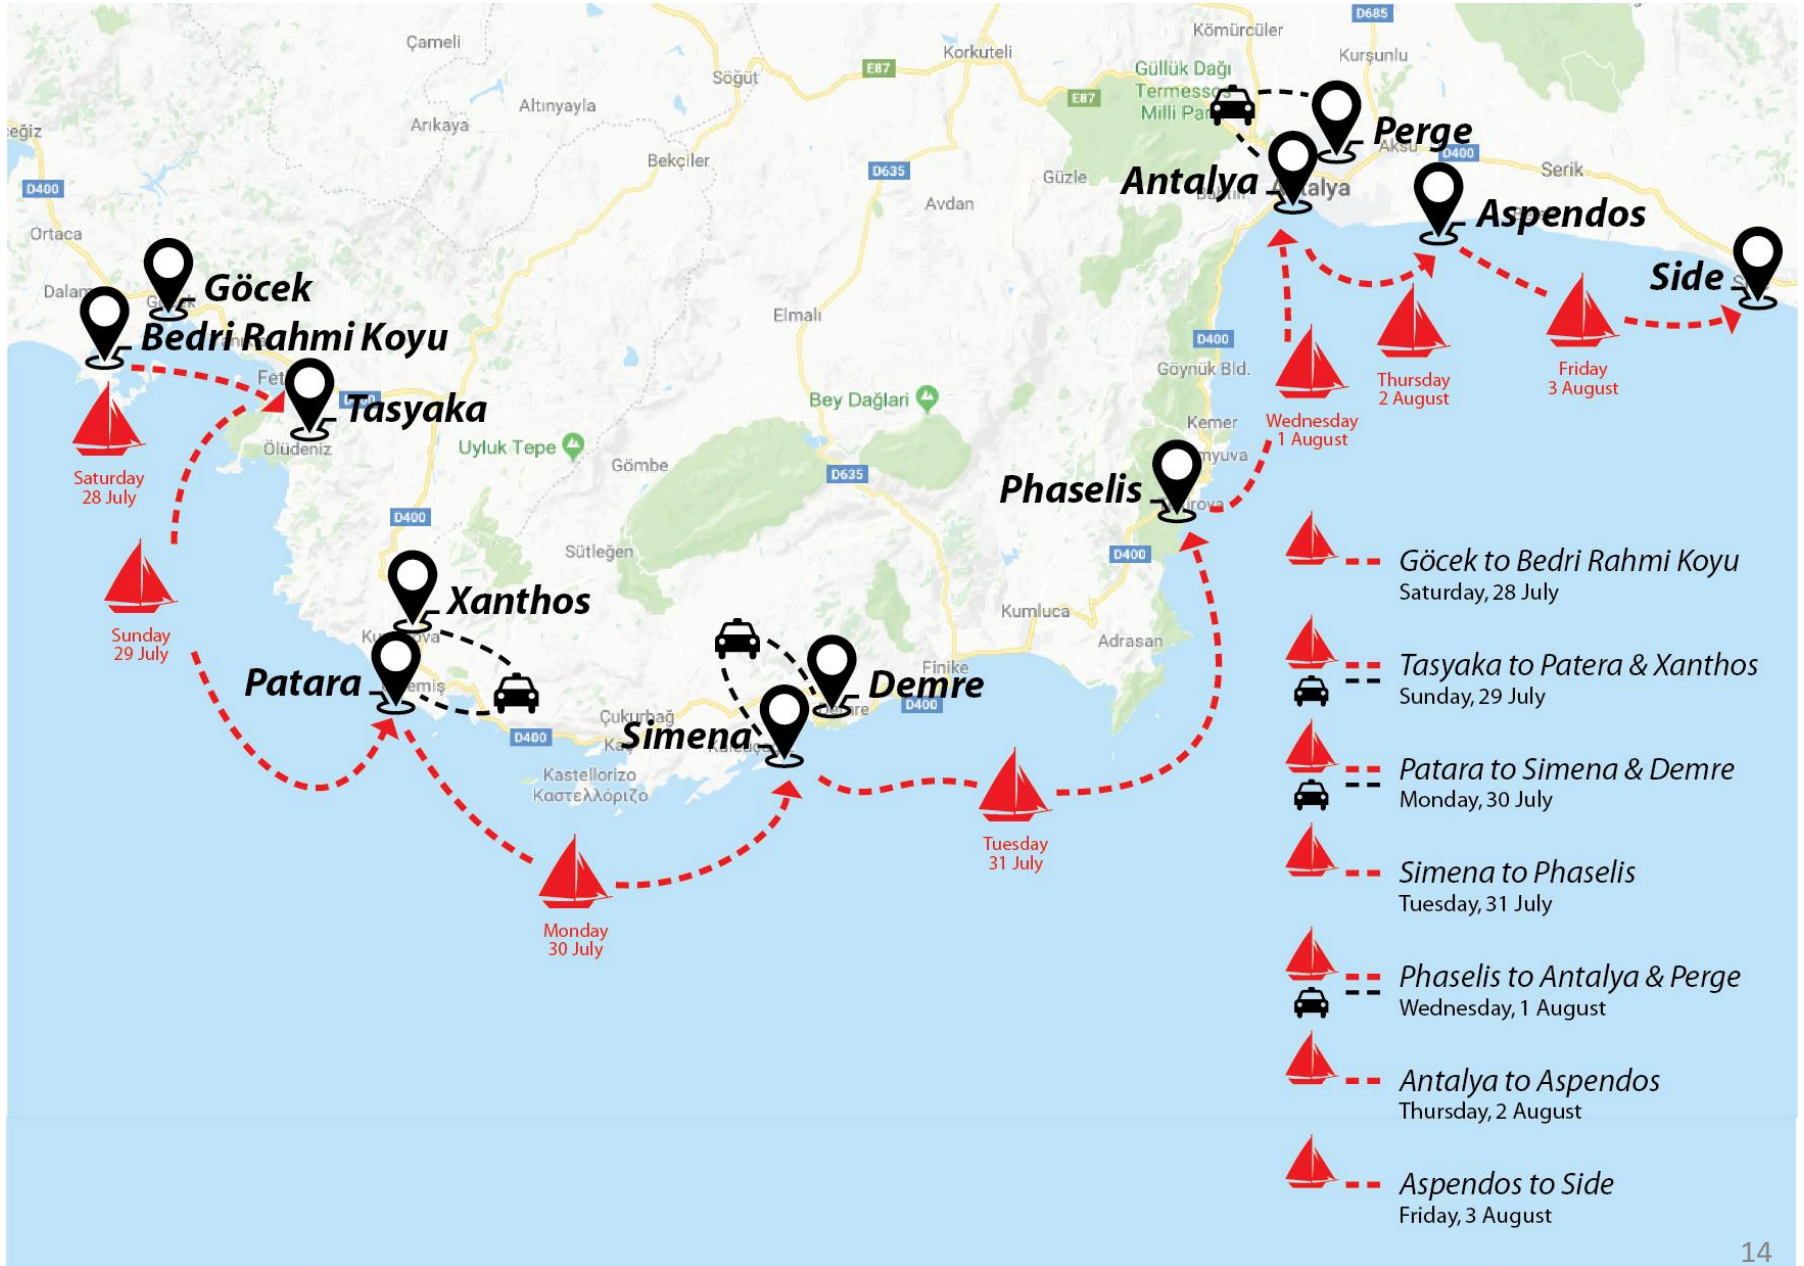 D685
Kömürcüler
Çameli
Korkuteli
Kurşunlu
Söğüt
E87
Güllük Dağı
Termessos
Milli Par
E87
Altınyayla
Arıkaya
Perge
Aksu
D400
Bekçiler
D635
Güzle
Serik
D400
Antalya
Avdan
Aspendos
Ortaca
Side
Göcek
Dalam
Elmalı
Bedri Rahmi Koyu
D400
Göynük Bld.
Friday
3 August
Thursday
2 August
Fet
Tasyaka
Bey Dağlari
Wednesday
1 August
Kemer
Ölüdeniz
Uyluk Tepe
Gömbe
D635
Saturday
28 July
Phaselis
D400
Sütleğen
D400
Göcek to Bedri Rahmi Koyu
Saturday, 28 July
Xanthos
Kumluca
Sunday
29 July
Adrasan
Finike
Patara
Demre
D400
Tasyaka to Patera & Xanthos
Sunday, 29 July
Çukurbağ
Simena
D400
Kastellorizo
Καστελλόριζο
Patara to Simena & Demre
Monday, 30 July
Tuesday
31 July
Simena to Phaselis
Tuesday, 31 July
Monday
30 July
Phaselis to Antalya & Perge
Wednesday, 1 August
Antalya to Aspendos
Thursday, 2 August
Aspendos to Side
Friday, 3 August
14